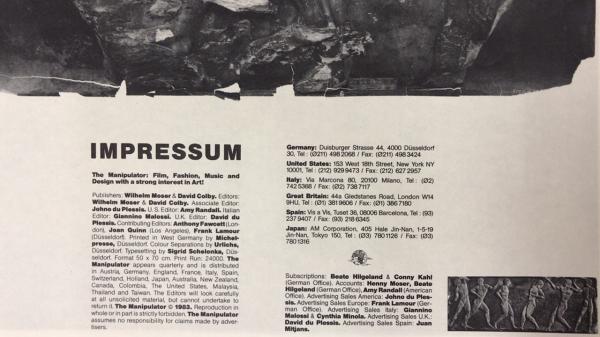 IMPRESSUM
The Manipulator: Film, Fashion, Music and
Design with a strong interest in Art!
Publishers: Wilhelm Moser & David Colby. Editors:
Wilhelm Moser & David Colby. Associate Editor:
Johno du Plessis. U.S. Editor: Amy Randall. Italian
Editor: Giannino Malossi. U.K. Editor: David du
Plessis. Contributing Editors: Anthony Fawcett (Lon-
don), Joan Quinn (Los Angeles), Frank Lamour
(Düsseldorf). Printed in West Germany by Michel-
presse, Düsseldorf. Colour Separations by Urlichs,
Düsseldorf. Typesetting by Sigrid Schelonka, Düs-
seldorf. Format 50 x 70 cm. Print Run: 24000. The
Manipulator appears quarterly and is distributed
in Austria, Germany, England, France, Italy, Spain,
Switzerland, Holland, Japan, Australia, New Zealand,
Canada, Colombia, The United States, Malaysia,
Thailand and Taiwan. The Editors will look carefully
at all unsolicited material, but cannot undertake to
return it. The Manipulator © 1983. Reproduction in
whole or in part is strictly forbidden. The Manipulator
assumes no responsibility for claims made by adver-
tisers.
Germany: Duisburger Strasse 44, 4000 Düsseldorf
30, Tel: (0211) 498 2068 / Fax: (0211) 498 3424
United States: 153 West 18th Street, New York NY
10001, Tel: (212) 929 9473 / Fax: (212) 627 2957
Italy: Via Marcona 80, 20100 Milano, Tel: (02)
742 5368 / Fax: (02) 738 7117
Great Britain: 44a Gledstanes Road, London W14
9HU, Tel: (01) 381 9606 / Fax: (01) 386 7180
Spain: Vis a Vis, Tuset 36, 08006 Barcelona, Tel: (93)
237 9407 / Fax: (93) 218 6345
Japan: AM Corporation, 405 Hale Jin-Nan, 1-5-19
Jin-Nan, Tokyo 150, Tel: (03) 780 1126 / Fax: (03)
780 1316
Subscriptions: Beate Hilgeland & Conny Kahl
(German Office). Accounts: Henny Moser, Beate
Hilgeland (German Office), Amy Randall (American
Office). Advertising Sales America: Johno du Ples-
sis. Advertising Sales Europe: Frank Lamour (Ger-
man Office). Advertising Sales Italy: Giannino
Malossi & Cynthia Minola. Advertising Sales U.K.:
David du Plessis. Advertising Sales Spain: Juan
Mitjans.